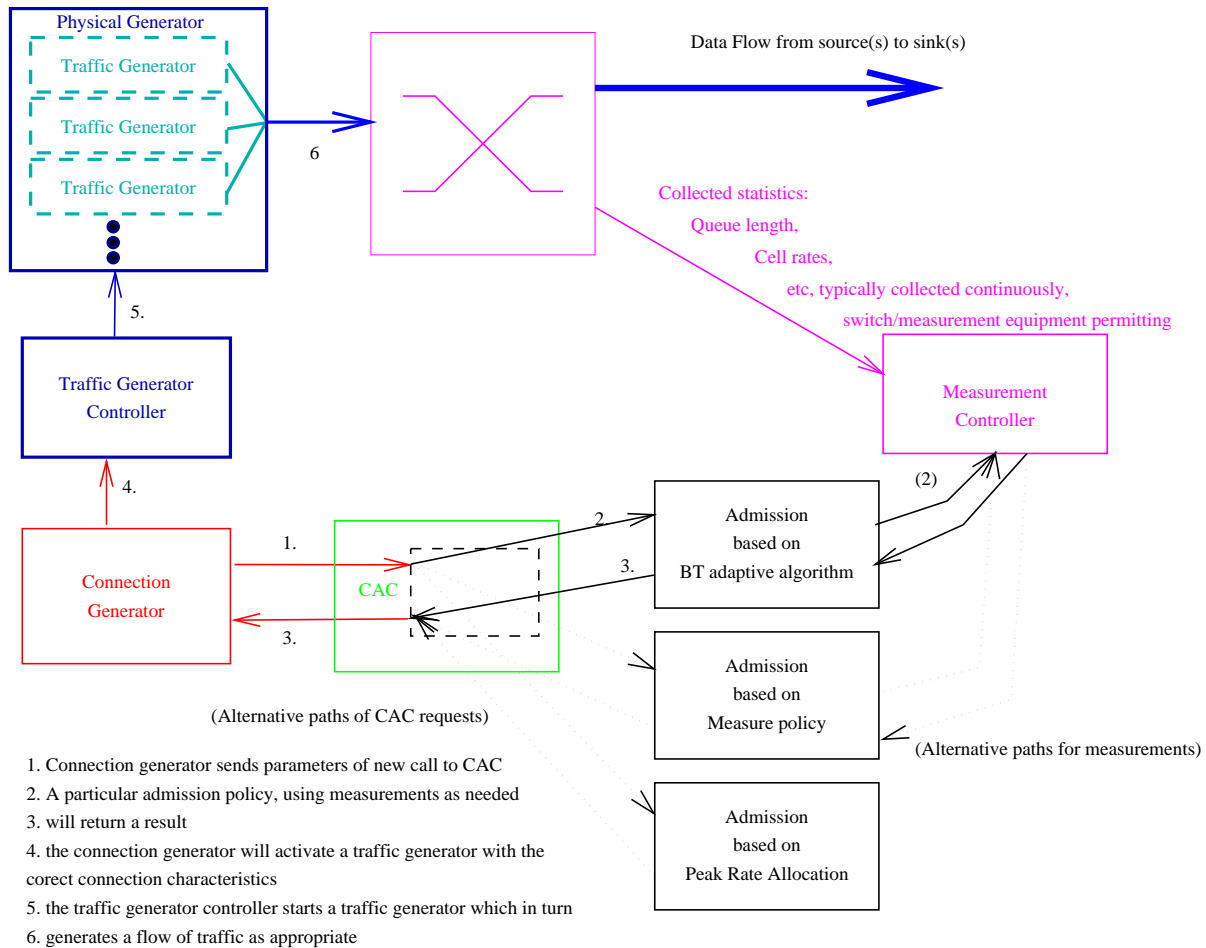 Physical Generator
Traffic Generator
Traffic Generator
Traffic Generator
6
Data Flow from source(s) to sink(s)
Collected statistics:
Queue length,
Cell rates,
etc, typically collected continuously,
switch/measurement equipment permitting
5.
Traffic Generator
Controller
Measurement
Controller
4.
(2)
Connection
Generator
1.
3.
CAC
2.
3.
Admission
based on
BT adaptive algorithm
Admission
based on
Measure policy
(Alternative paths of CAC requests)
(Alternative paths for measurements)
Admission
based on
Peak Rate Allocation
1. Connection generator sends parameters of new call to CAC
2. A particular admission policy, using measurements as needed
3. will return a result
4. the connection generator will activate a traffic generator with the
corect connection characteristics
5. the traffic generator controller starts a traffic generator which in turn
6. generates a flow of traffic as appropriate